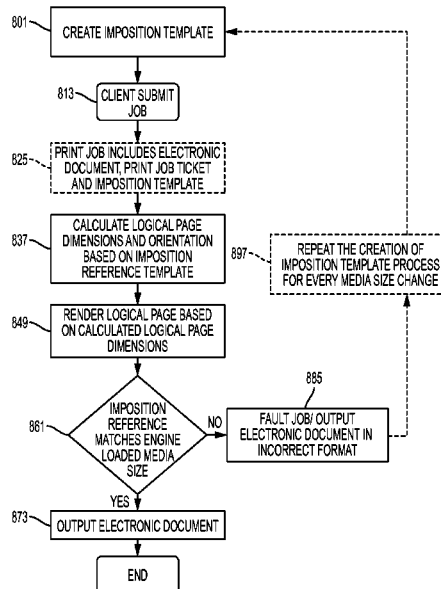 801
CREATE IMPOSITION TEMPLATE
813
CLIENT SUBMIT
JOB
825
PRINT JOB INCLUDES ELECTRONIC
DOCUMENT, PRINT JOB TICKET
AND IMPOSITION TEMPLATE
837
CALCULATE LOGICAL PAGE
DIMENSIONS AND ORIENTATION
BASED ON IMPOSITION
REFERENCE TEMPLATE
849
RENDER LOGICAL PAGE BASED
ON CALCULATED LOGICAL PAGE
DIMENSIONS
861
IMPOSITION
REFERENCE
MATCHES ENGINE
LOADED MEDIA
SIZE
NO
885
FAULT JOB/ OUTPUT
ELECTRONIC DOCUMENT IN
INCORRECT FORMAT
897
REPEAT THE CREATION OF
IMPOSITION TEMPLATE PROCESS
FOR EVERY MEDIA SIZE CHANGE
YES
873
OUTPUT ELECTRONIC DOCUMENT
END